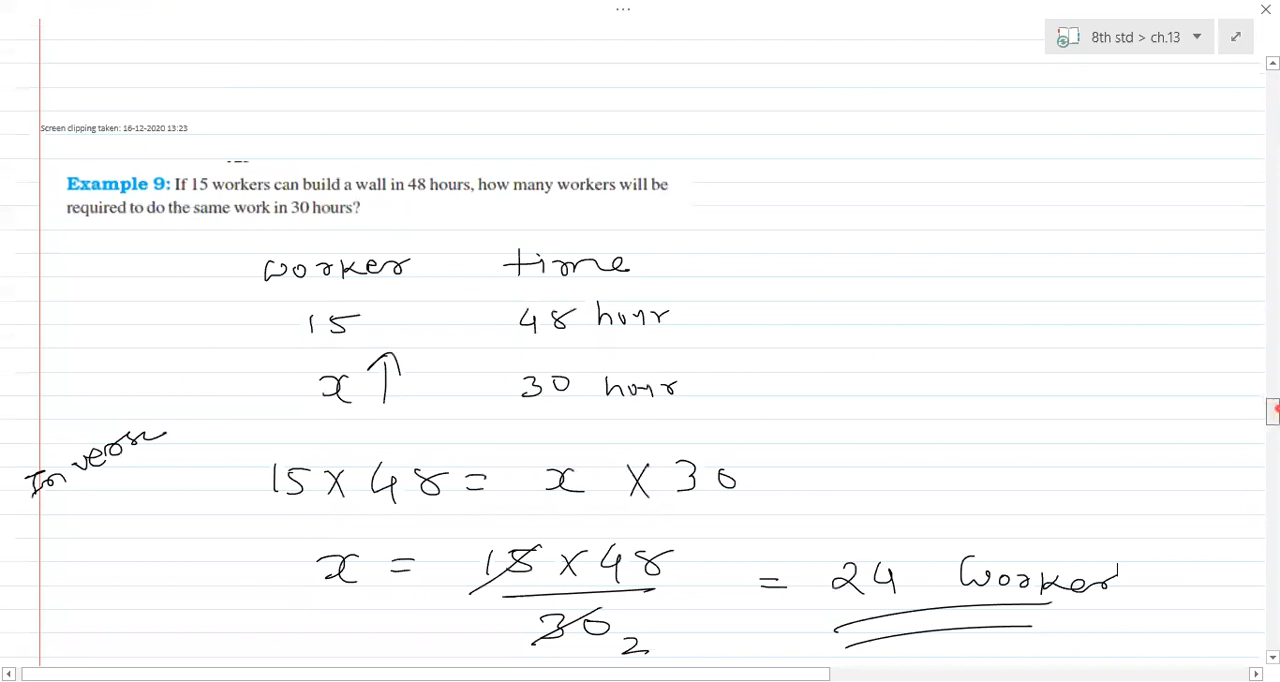 8th std > ch.13
Screen clipping taken: 16-12-2020 13:23
Example 9: If 15 workers can build a wall in 48 hours, how many workers will be
required to do the same work in 30 hours?
worker time
15 48 hour
x ↑ 30 hour
Inverse
15 × 48 = x × 30
x = 15 × 48 / 30 2 = 24 worker